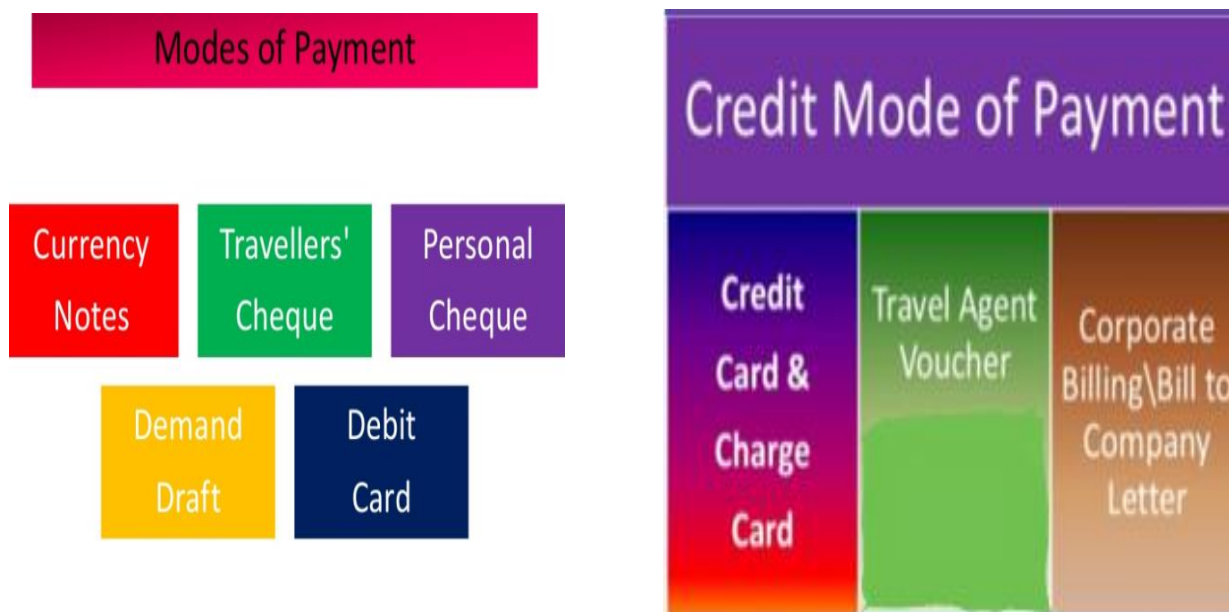 Modes of Payment
Currency
Notes
Travellers'
Cheque
Personal
Cheque
Demand
Draft
Debit
Card
Credit Mode of Payment
Credit
Card &
Charge
Card
Travel Agent
Voucher
Corporate
Billing\Bill to
Company
Letter